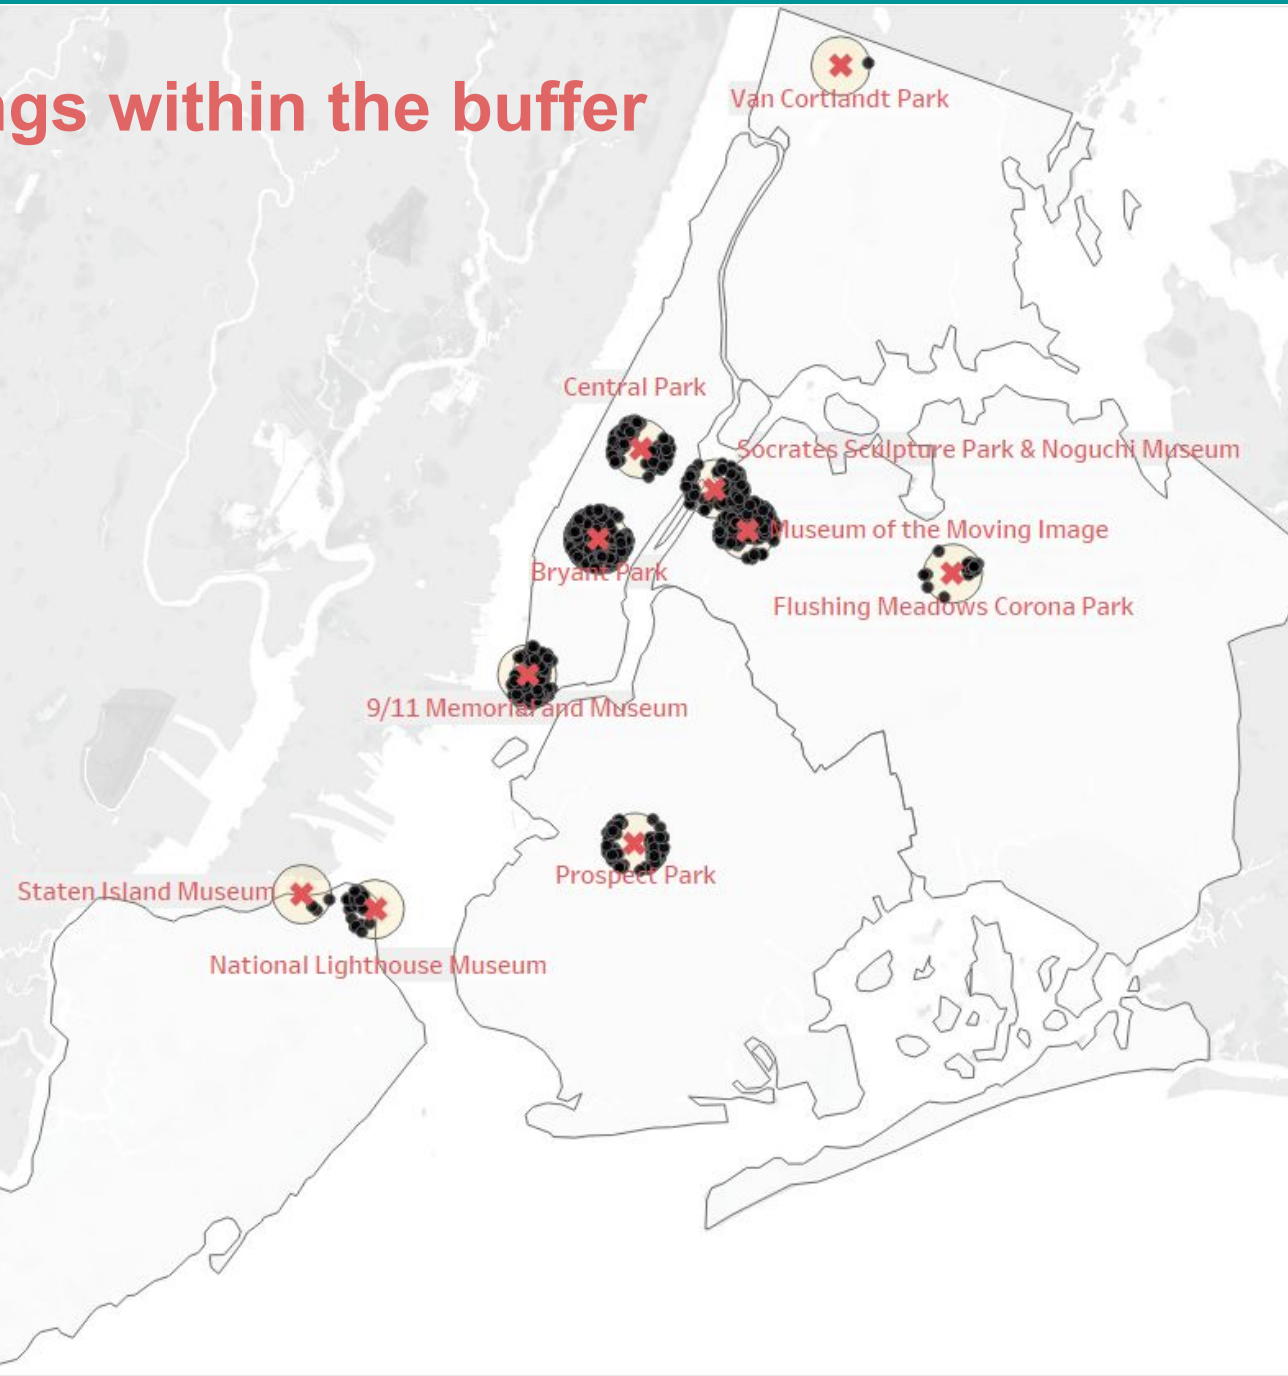 within the buffer
Van Cortlandt Park
Central Park
Socrates Sculpture Park & Noguchi Museum
Museum of the Moving Image
Bryant Park
Flushing Meadows Corona Park
9/11 Memorial and Museum
Prospect Park
Staten Island Museum
National Lighthouse Museum